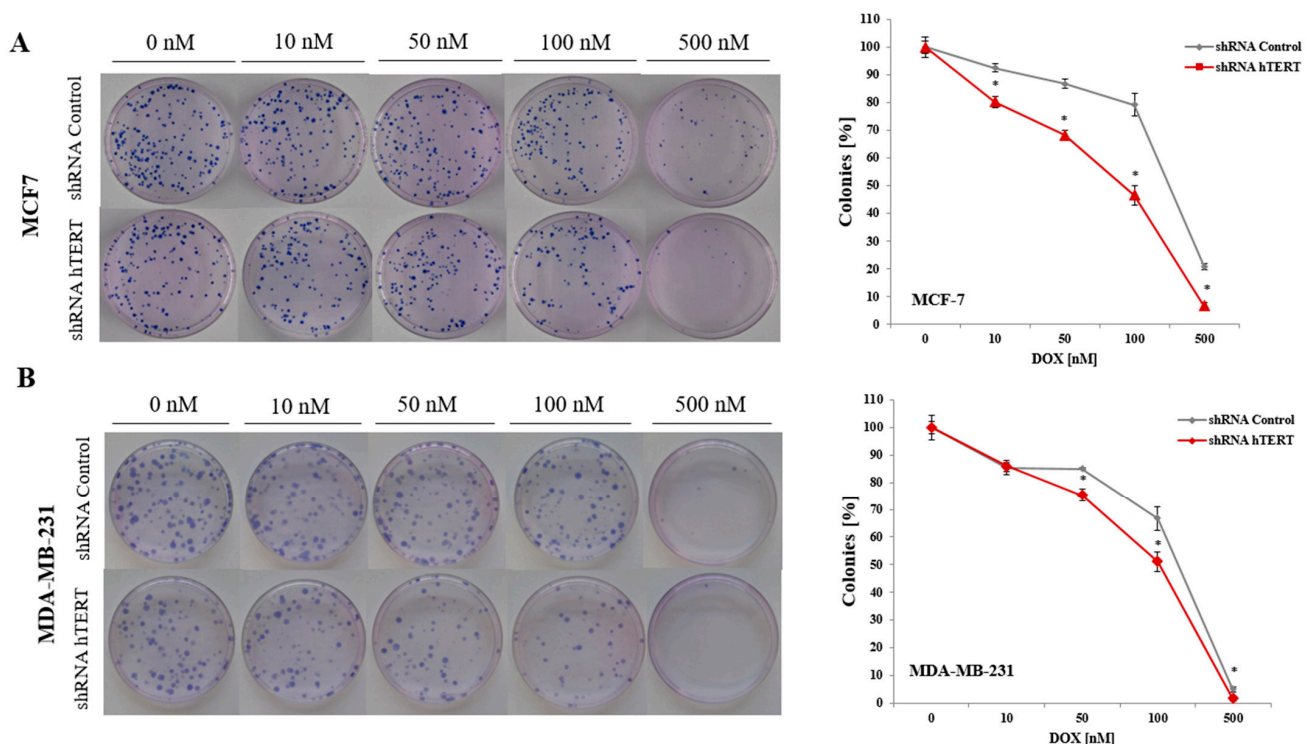 A
0 nM 10 nM 50 nM 100 nM 500 nM
MCF7
shRNA Control
shRNA hTERT
Colonies [%]
110
100
90
80
70
60
50
40
30
20
10
0
shRNA Control
shRNA hTERT
*
*
*
*
MCF-7
0 10 50 100 500
DOX [nM]
B
0 nM 10 nM 50 nM 100 nM 500 nM
MDA-MB-231
shRNA Control
shRNA hTERT
Colonies [%]
110
100
90
80
70
60
50
40
30
20
10
0
shRNA Control
shRNA hTERT
*
*
*
MDA-MB-231
0 10 50 100 500
DOX [nM]